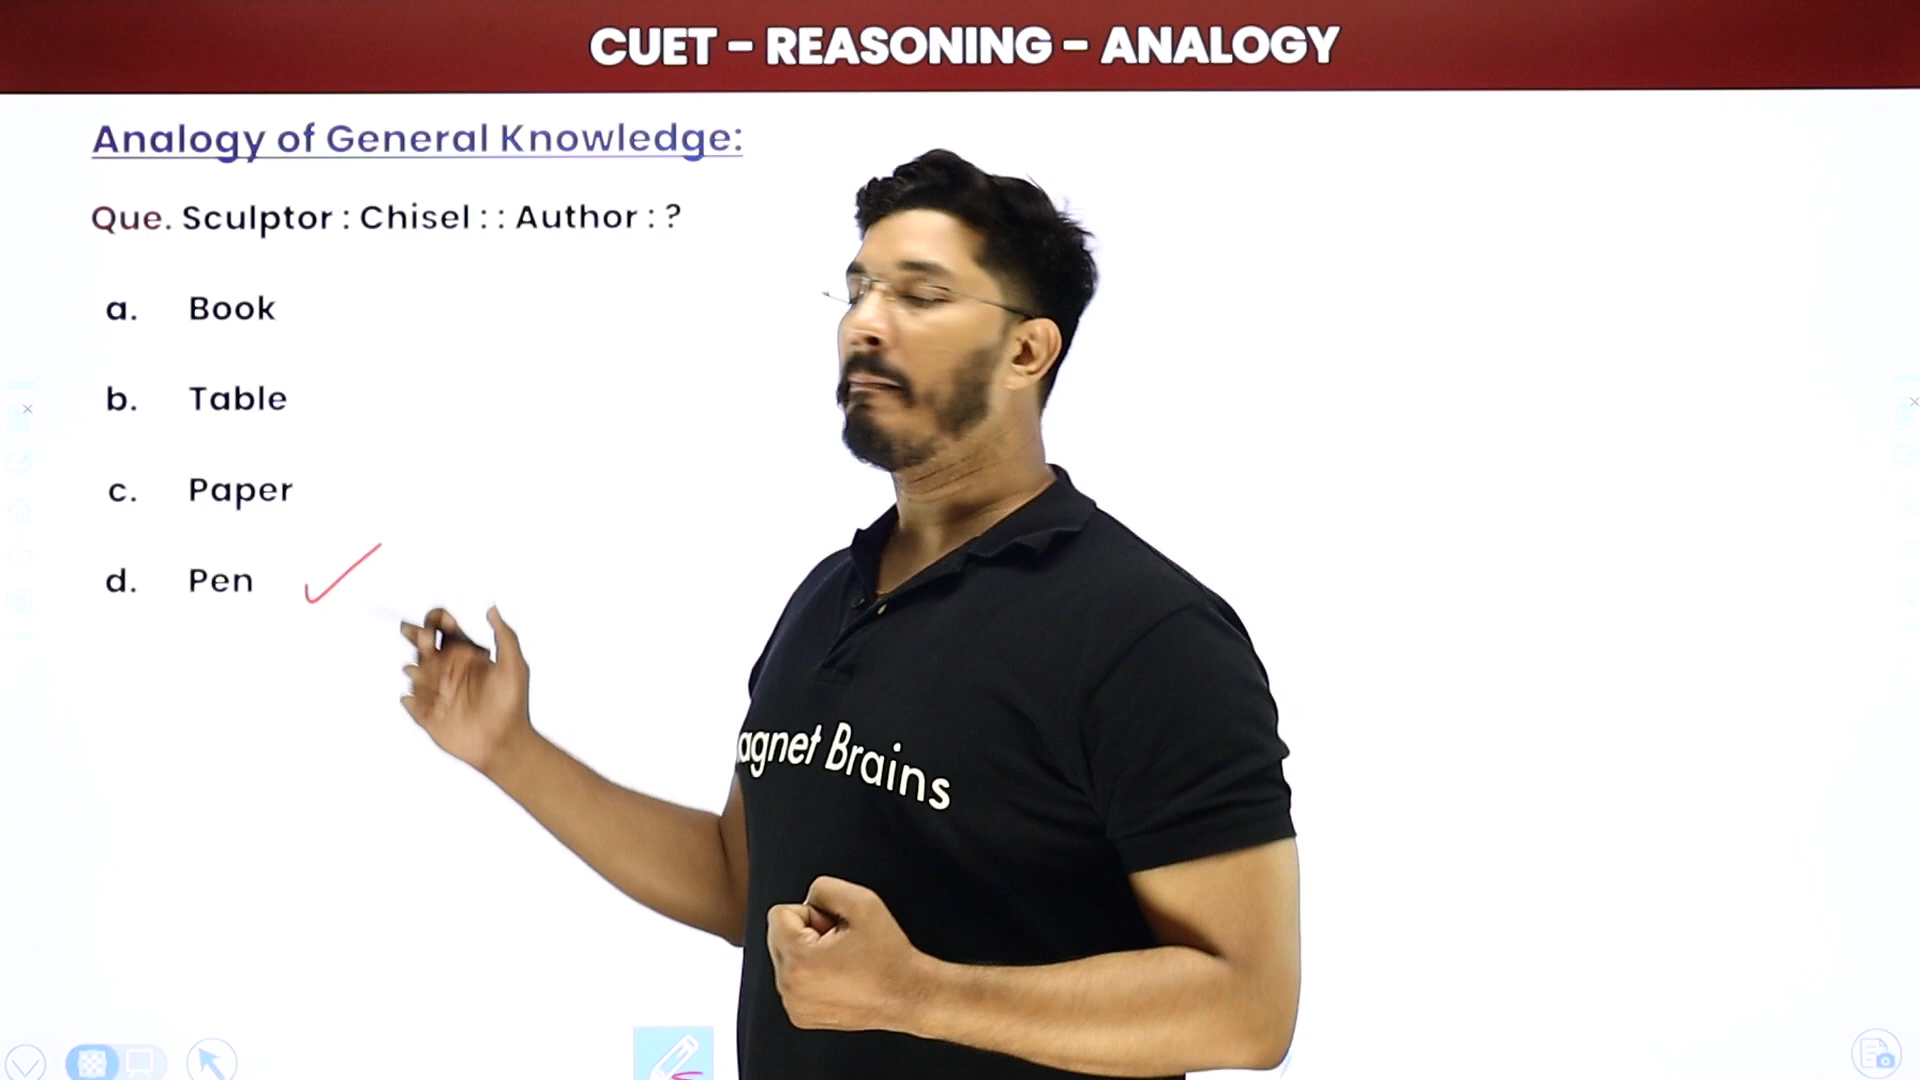 CUET - REASONING - ANALOGY
Analogy of General Knowledge:
Que. Sculptor : Chisel : : Author : ?
a. Book
b. Table
c. Paper
d. Pen
agnet Brains